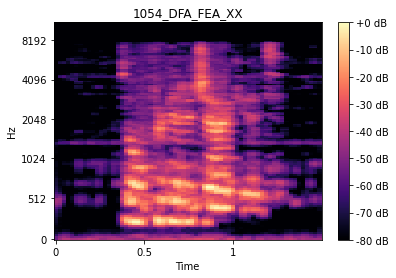 1054_DFA_FEA_XX
8192
4096
2048
1024
512
0
Hz
0
0.5
1
Time
+0 dB
-10 dB
-20 dB
-30 dB
-40 dB
-50 dB
-60 dB
-70 dB
-80 dB